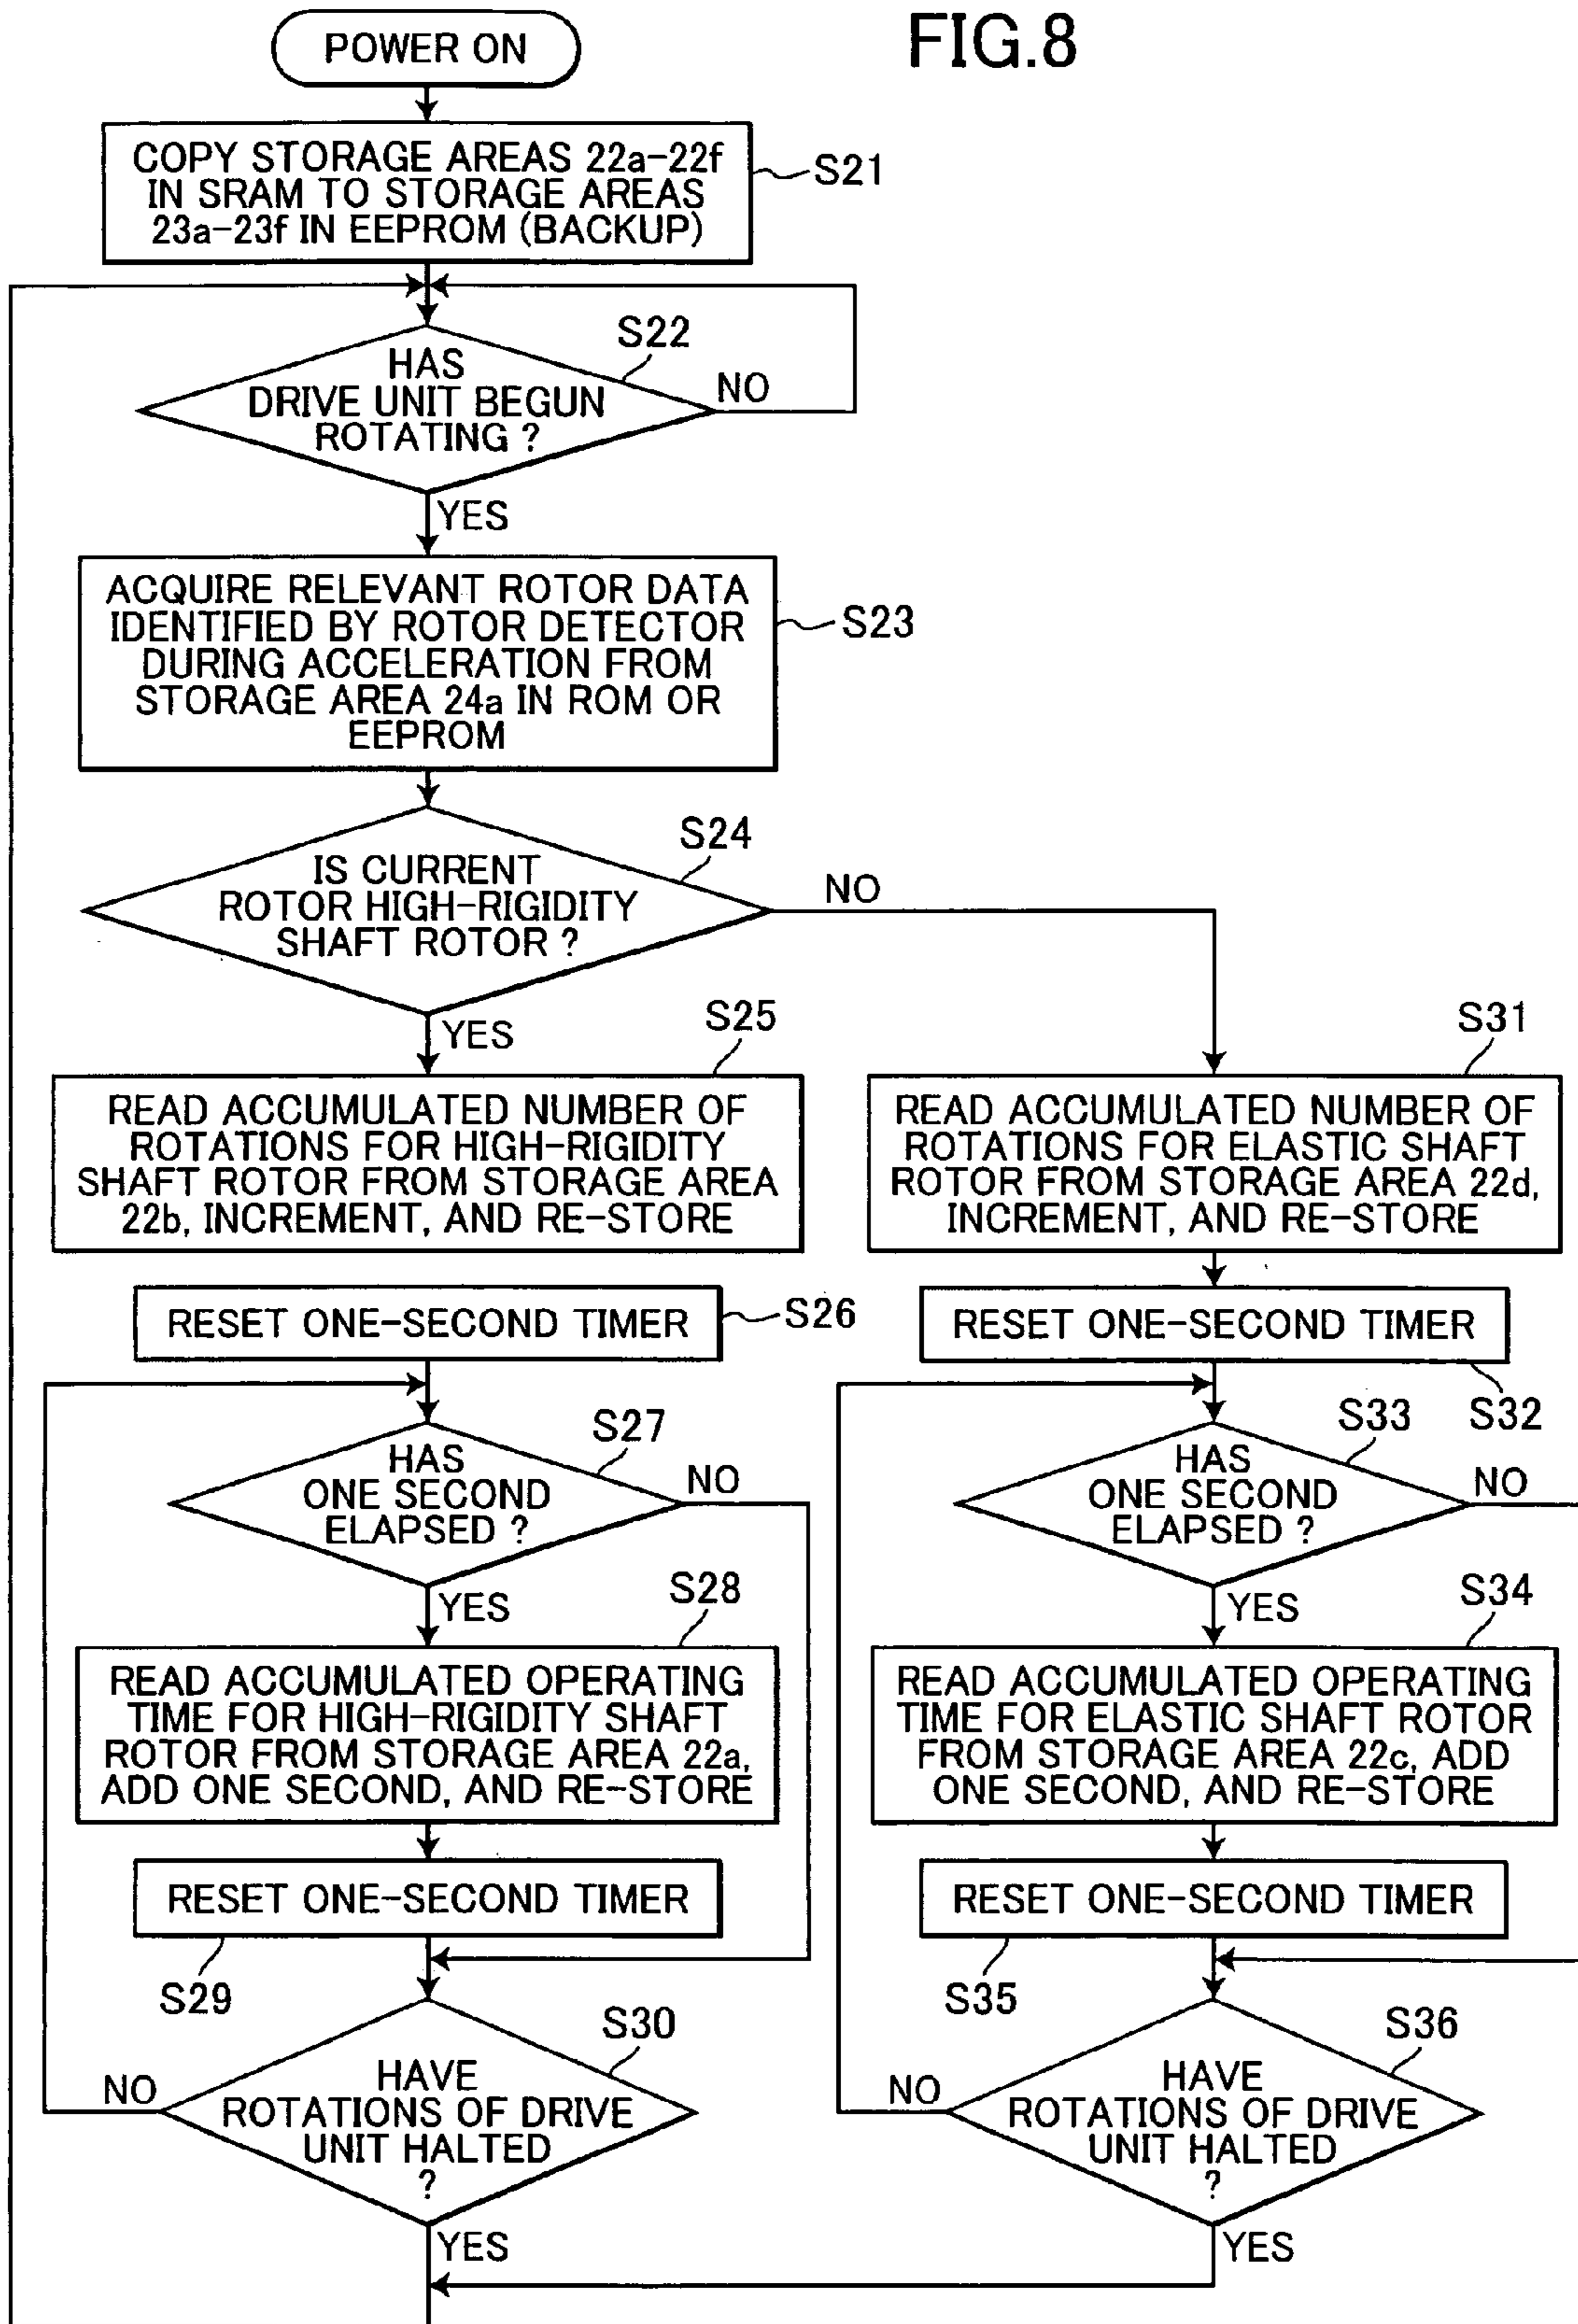 FIG.8
POWER ON
COPY STORAGE AREAS 22a-22f
IN SRAM TO STORAGE AREAS
23a-23f IN EEPROM (BACKUP)
S21
S22
HAS
DRIVE UNIT BEGUN
ROTATING ?
NO
YES
ACQUIRE RELEVANT ROTOR DATA
IDENTIFIED BY ROTOR DETECTOR
DURING ACCELERATION FROM
STORAGE AREA 24a IN ROM OR
EEPROM
S23
S24
IS CURRENT
ROTOR HIGH-RIGIDITY
SHAFT ROTOR ?
NO
YES
S25
READ ACCUMULATED NUMBER OF
ROTATIONS FOR HIGH-RIGIDITY
SHAFT ROTOR FROM STORAGE AREA
22b, INCREMENT, AND RE-STORE
RESET ONE-SECOND TIMER
S26
S27
HAS
ONE SECOND
ELAPSED ?
NO
YES
S28
READ ACCUMULATED OPERATING
TIME FOR HIGH-RIGIDITY SHAFT
ROTOR FROM STORAGE AREA 22a,
ADD ONE SECOND, AND RE-STORE
RESET ONE-SECOND TIMER
S29
S30
HAVE
ROTATIONS OF DRIVE
UNIT HALTED
?
NO
YES
S31
READ ACCUMULATED NUMBER OF
ROTATIONS FOR ELASTIC SHAFT
ROTOR FROM STORAGE AREA 22d,
INCREMENT, AND RE-STORE
RESET ONE-SECOND TIMER
S32
S33
HAS
ONE SECOND
ELAPSED ?
NO
YES
S34
READ ACCUMULATED OPERATING
TIME FOR ELASTIC SHAFT ROTOR
FROM STORAGE AREA 22c, ADD
ONE SECOND, AND RE-STORE
RESET ONE-SECOND TIMER
S35
S36
HAVE
ROTATIONS OF DRIVE
UNIT HALTED
?
NO
YES